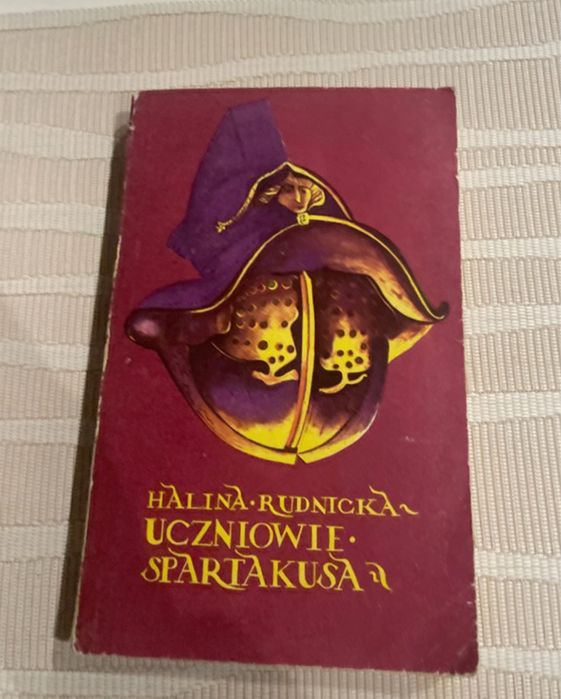 HALINA · RUDNICKA
UCZNIOWIE ·
SPARTAKUSA